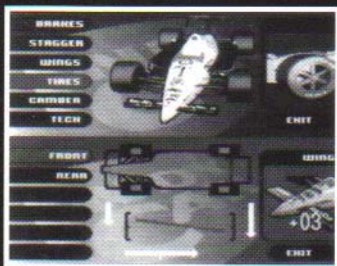 BRAKES
STAGGER
WINGS
TIRES
CAMBER
TECH
EXIT
FRONT
REAR
WING
+03
EXIT